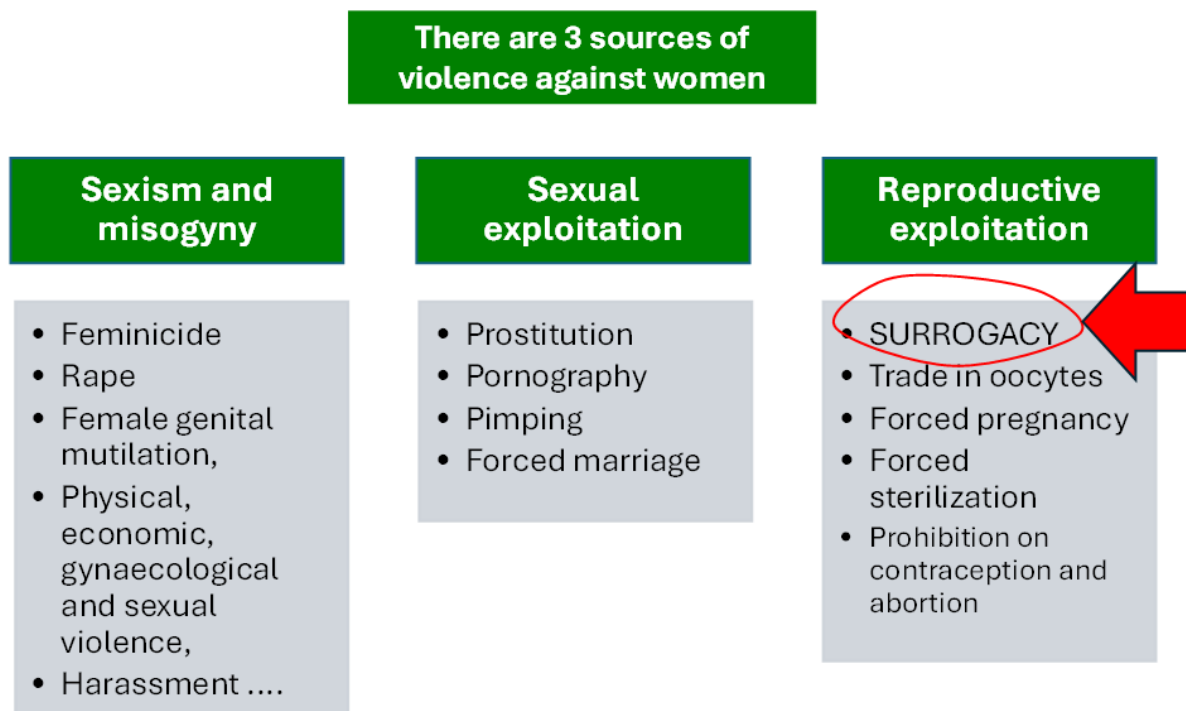 There are 3 sources of
violence against women
Sexism and
misogyny
• Feminicide
• Rape
• Female genital
mutilation,
• Physical,
economic,
gynaecological
and sexual
violence,
• Harassment ....
Sexual
exploitation
• Prostitution
• Pornography
• Pimping
• Forced marriage
Reproductive
exploitation
• SURROGACY
• Trade in oocytes
• Forced pregnancy
• Forced
sterilization
• Prohibition on
contraception and
abortion